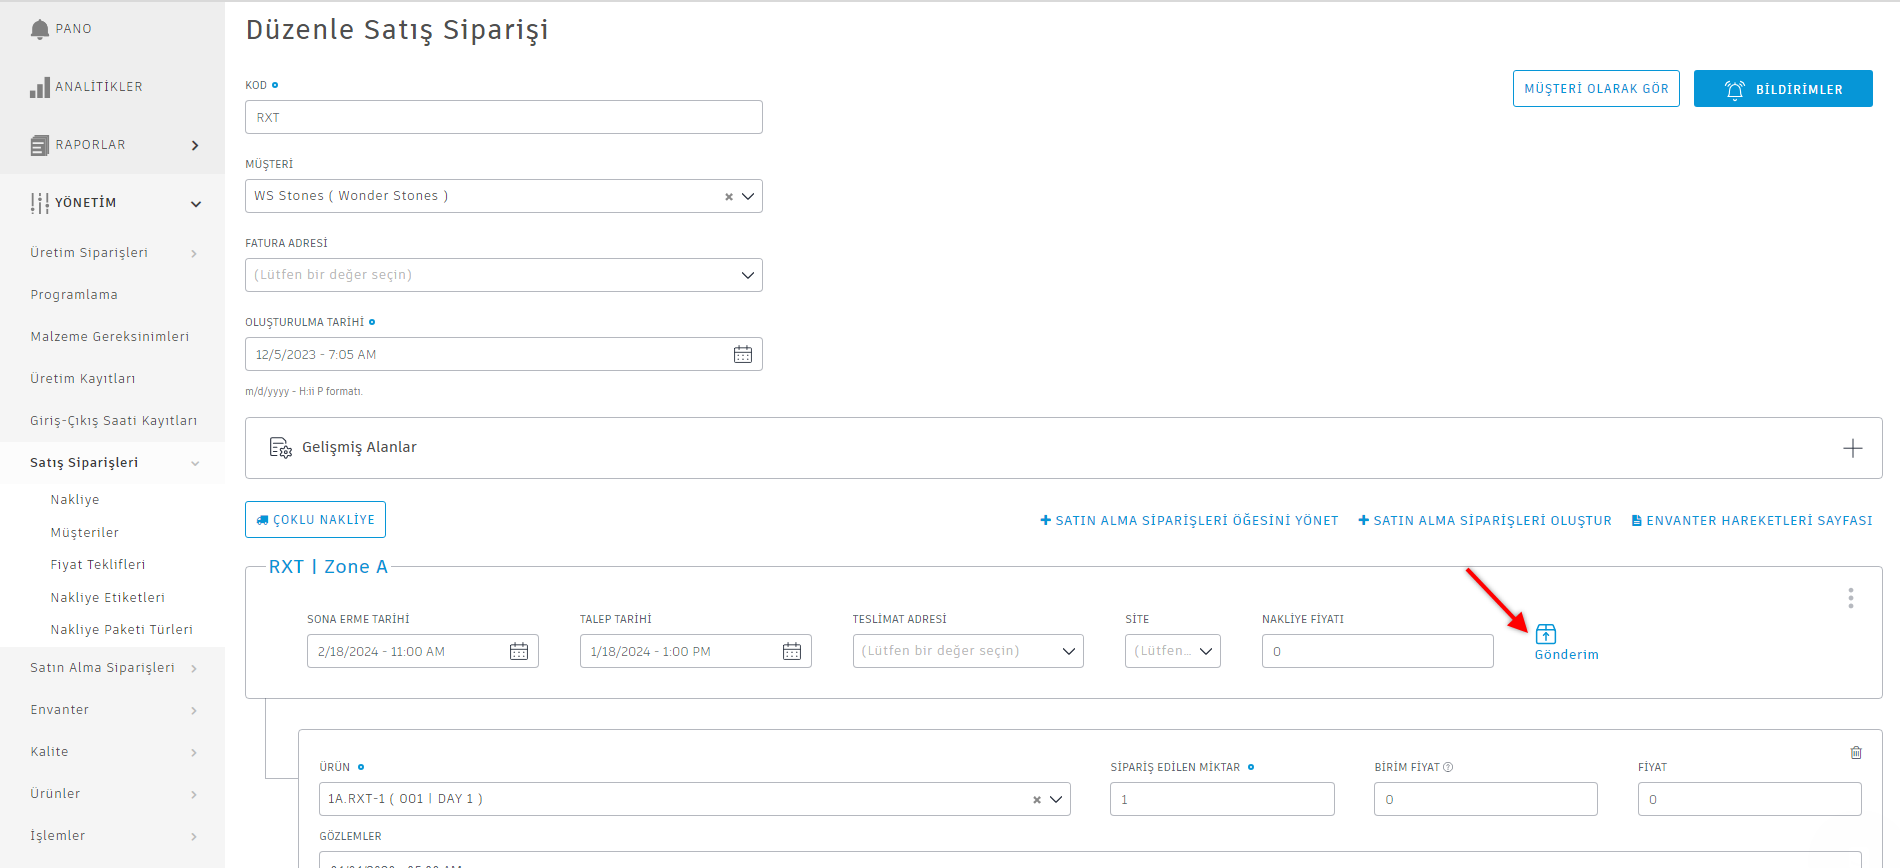 PANO
ANALİTİKLER
RAPORLAR
YÖNETİM
Üretim Siparişleri
Programlama
Malzeme Gereksinimleri
Üretim Kayıtları
Giriş-Çıkış Saati Kayıtları
Satış Siparişleri
Nakliye
Müşteriler
Fiyat Teklifleri
Nakliye Etiketleri
Nakliye Paketi Türleri
Satın Alma Siparişleri
Envanter
Kalite
Ürünler
İşlemler
Düzenle Satış Siparişi
MÜŞTERİ OLARAK GÖR
BİLDİRİMLER
KOD
RXT
MÜŞTERİ
WS Stones ( Wonder Stones )
FATURA ADRESİ
(Lütfen bir değer seçin)
OLUŞTURULMA TARİHİ
12/5/2023 - 7:05 AM
m/d/yyyy - H:ii P formatı.
Gelişmiş Alanlar
ÇOKLU NAKLİYE
SATIN ALMA SİPARİŞLERİ ÖĞESİNİ YÖNET
SATIN ALMA SİPARİŞLERİ OLUŞTUR
ENVANTER HAREKETLERİ SAYFASI
RXT | Zone A
SONA ERME TARİHİ
TALEP TARİHİ
TESLİMAT ADRESİ
SİTE
NAKLİYE FİYATI
2/18/2024 - 11:00 AM
1/18/2024 - 1:00 PM
(Lütfen bir değer seçin)
(Lütfen...
0
Gönderim
ÜRÜN
SİPARİŞ EDİLEN MİKTAR
BİRİM FİYAT
FİYAT
1A.RXT-1 ( 001 | DAY 1 )
1
0
0
GÖZLEMLER